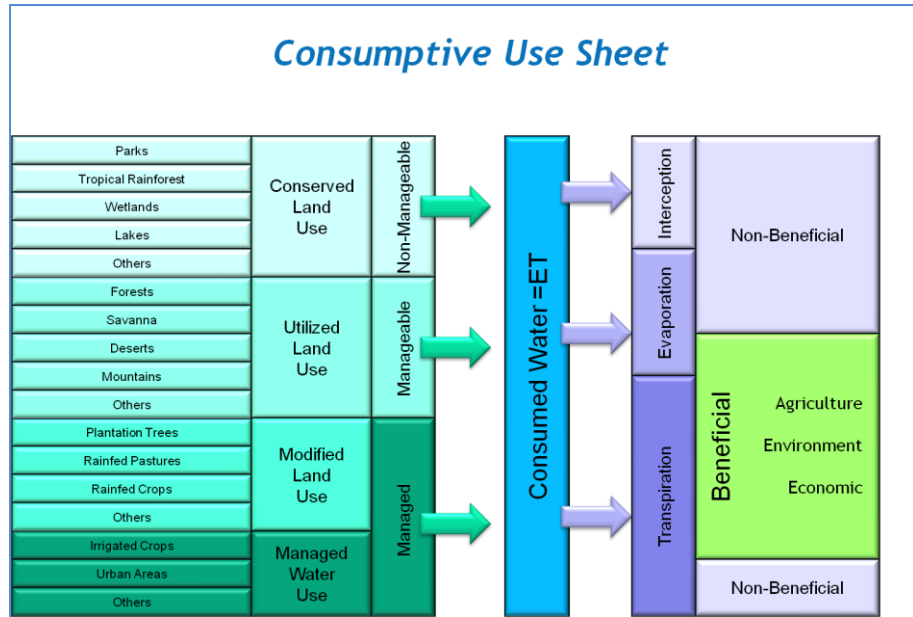 Consumptive Use Sheet
Parks
Tropical Rainforest
Wetlands
Lakes
Others
Forests
Savanna
Deserts
Mountains
Others
Plantation Trees
Rainfed Pastures
Rainfed Crops
Others
Irrigated Crops
Urban Areas
Others
Conserved
Land
Use
Utilized
Land
Use
Modified
Land
Use
Managed
Water
Use
Non-Manageable
Manageable
Managed
Consumed Water =ET
Interception
Evaporation
Transpiration
Non-Beneficial
Beneficial
Agriculture
Environment
Economic
Non-Beneficial